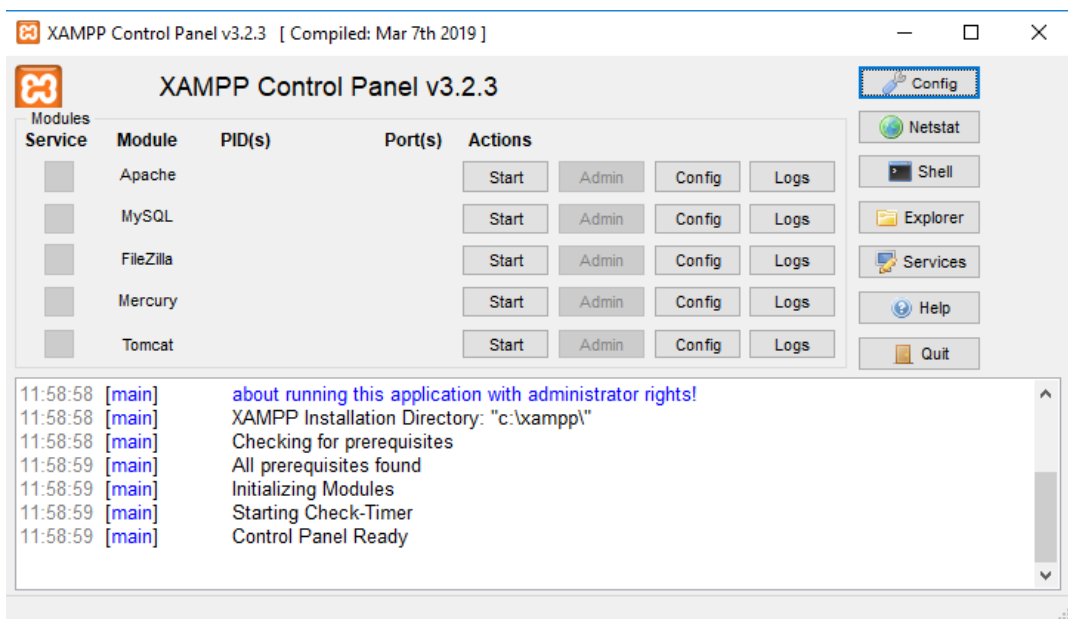 XAMPP Control Panel v3.2.3 [ Compiled: Mar 7th 2019 ]
XAMPP Control Panel v3.2.3
Config
Modules
Service Module PID(s) Port(s) Actions
Netstat
Apache Start Admin Config Logs
Shell
MySQL Start Admin Config Logs
Explorer
FileZilla Start Admin Config Logs
Services
Mercury Start Admin Config Logs
Help
Tomcat Start Admin Config Logs
Quit
11:58:58 [main] about running this application with administrator rights!
11:58:58 [main] XAMPP Installation Directory: "c:\xampp\"
11:58:58 [main] Checking for prerequisites
11:58:59 [main] All prerequisites found
11:58:59 [main] Initializing Modules
11:58:59 [main] Starting Check-Timer
11:58:59 [main] Control Panel Ready